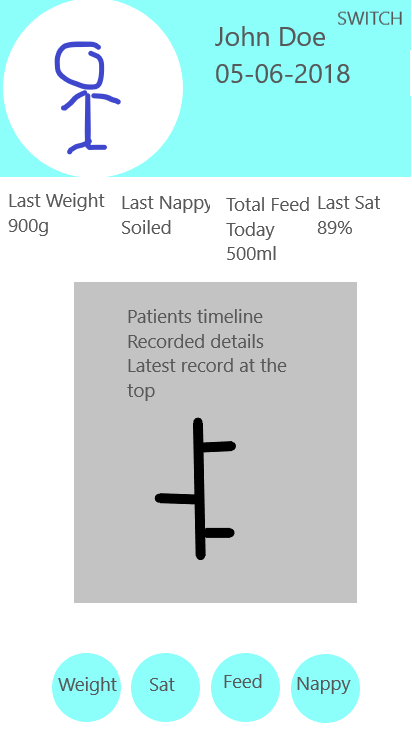 SWITCH
John Doe
05-06-2018
Last Weight
900g
Last Nappy
Soiled
Total Feed
Today
500ml
Last Sat
89%
Patients timeline
Recorded details
Latest record at the
top
Weight
Sat
Feed
Nappy